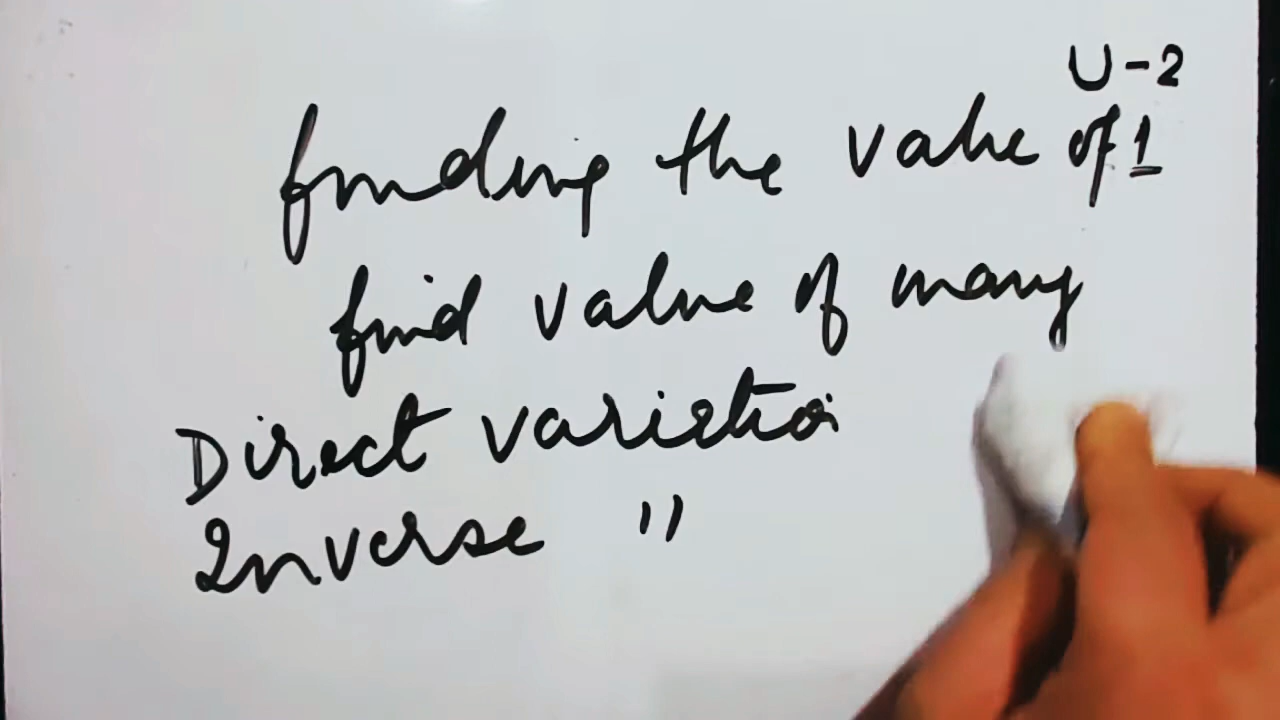 U-2
finding the value of 1
find value of many
Direct variation
Inverse "